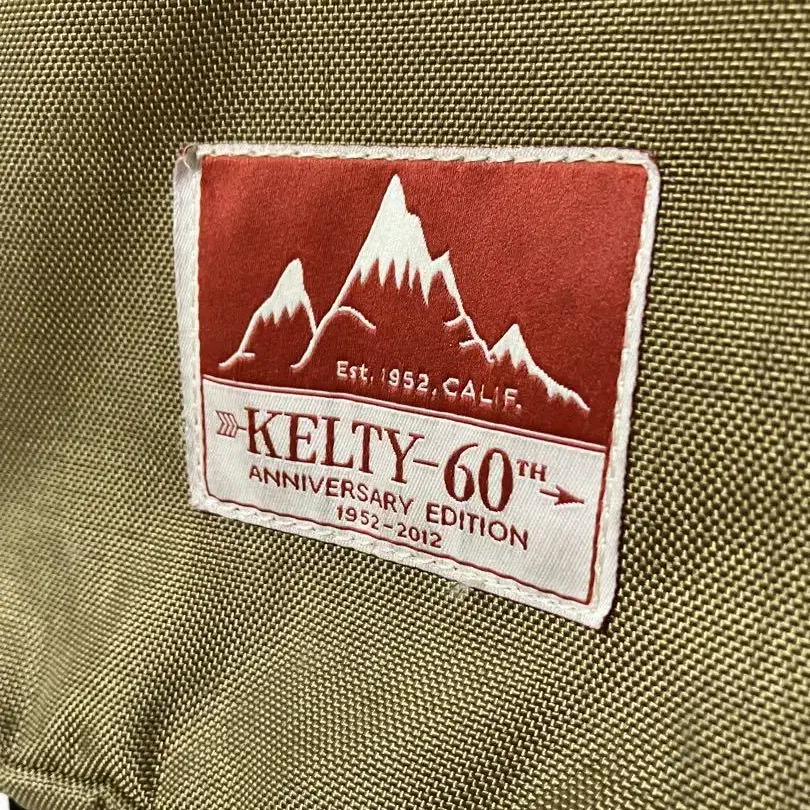 Est. 1952, CALIF.
KELTY-60TH
ANNIVERSARY EDITION
1952-2012